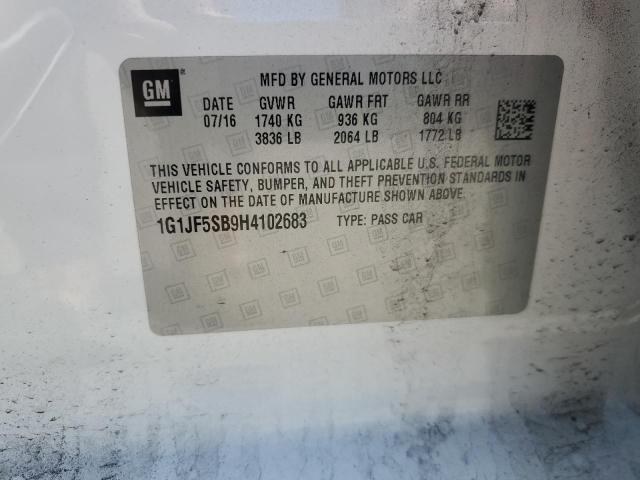 GM
MFD BY GENERAL MOTORS LLC
DATE GVWR GAWR FRT GAWR RR
07/16 1740 KG 936 KG 804 KG
3836 LB 2064 LB 1772 LB
THIS VEHICLE CONFORMS TO ALL APPLICABLE U.S. FEDERAL MOTOR
VEHICLE SAFETY, BUMPER, AND THEFT PREVENTION STANDARDS IN
EFFECT ON THE DATE OF MANUFACTURE SHOWN ABOVE.
1G1JF5SB9H4102683 TYPE: PASS CAR